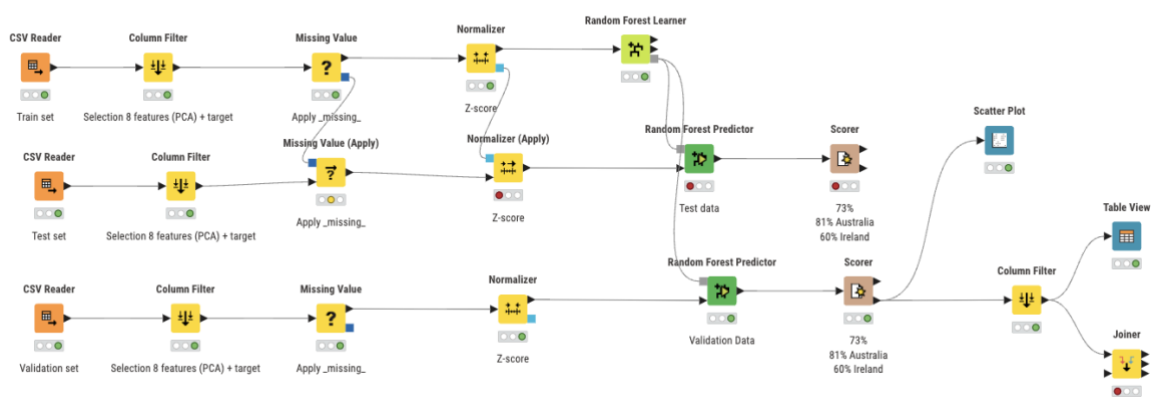 Random Forest Learner
CSV Reader
Column Filter
Missing Value
Normalizer
?
Train set
Selection 8 features (PCA) + target
Apply _missing_
Z-score
Scatter Plot
CSV Reader
Column Filter
Missing Value (Apply)
Normalizer (Apply)
Random Forest Predictor
Scorer
?
Test set
Selection 8 features (PCA) + target
Apply _missing_
Z-score
Test data
73%
81% Australia
60% Ireland
Table View
CSV Reader
Column Filter
Missing Value
Normalizer
Random Forest Predictor
Scorer
Column Filter
?
Validation set
Selection 8 features (PCA) + target
Apply _missing_
Z-score
Validation Data
73%
81% Australia
60% Ireland
Joiner